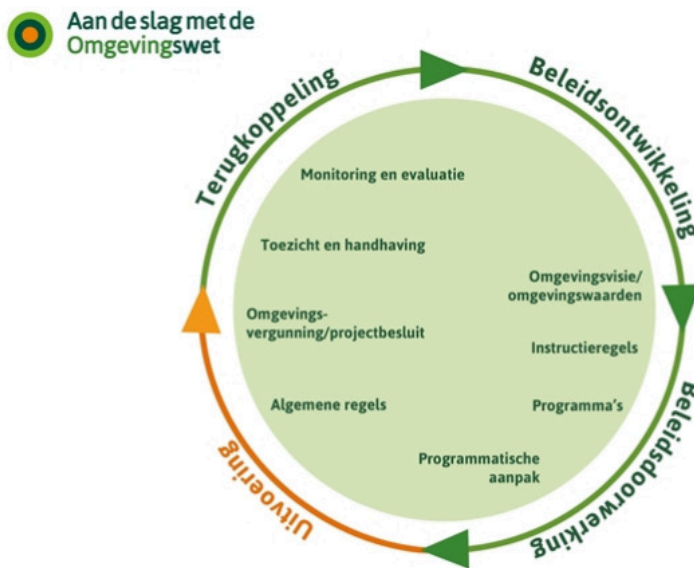 Aan de slag met de
Omgevingswet
Terugkoppeling
Beleidsontwikkeling
Monitoring en evaluatie
Toezicht en handhaving
Omgevingsvisie/
omgevingswaarden
Omgevings-
vergunning/projectbesluit
Instructieregels
Algemene regels
Programma's
Programmatische
aanpak
Uitvoering
Beleidsdoorwerking